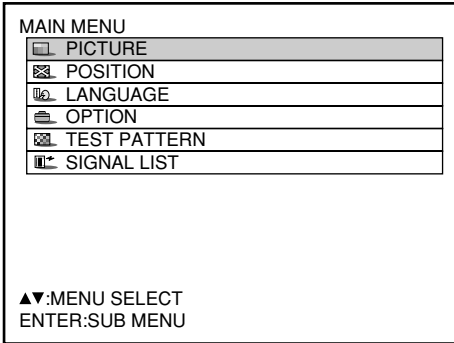 MAIN MENU
PICTURE
POSITION
LANGUAGE
OPTION
TEST PATTERN
SIGNAL LIST
▲▼:MENU SELECT
ENTER:SUB MENU